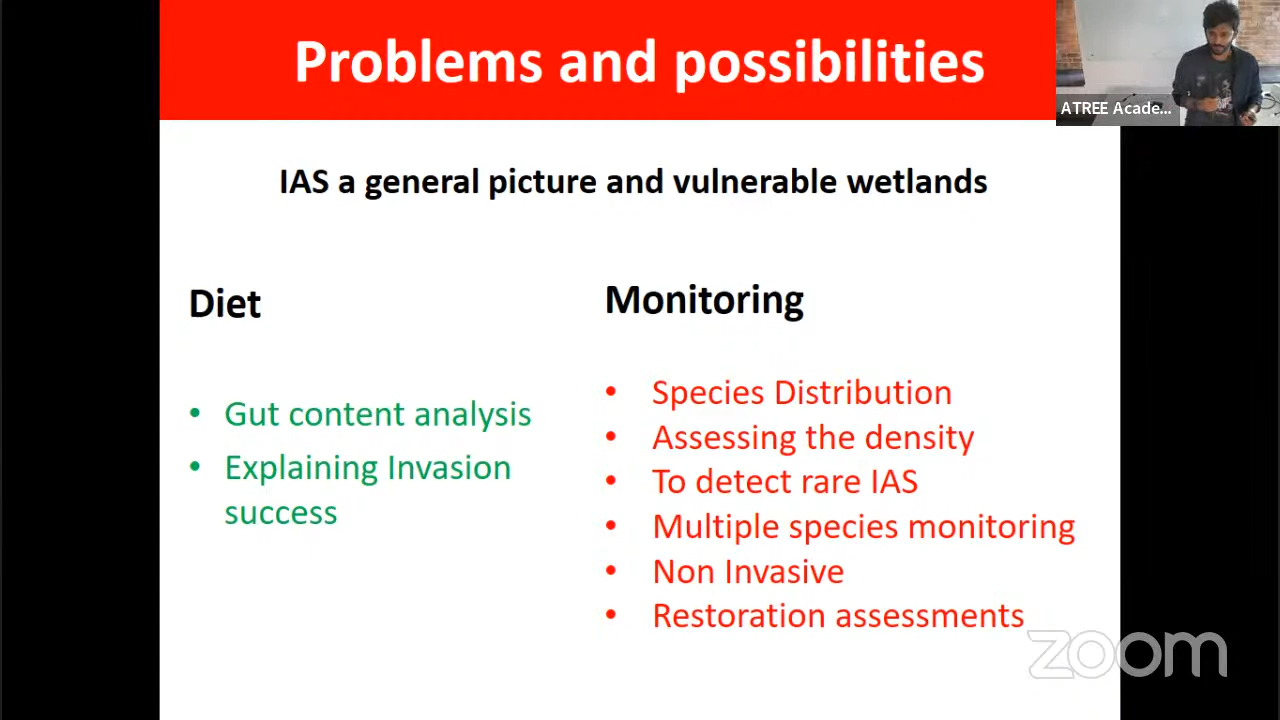 Problems and possibilities
ATREE Acade...
IAS a general picture and vulnerable wetlands
Diet
• Gut content analysis
• Explaining Invasion
success
Monitoring
• Species Distribution
• Assessing the density
• To detect rare IAS
• Multiple species monitoring
• Non Invasive
• Restoration assessments
zoom